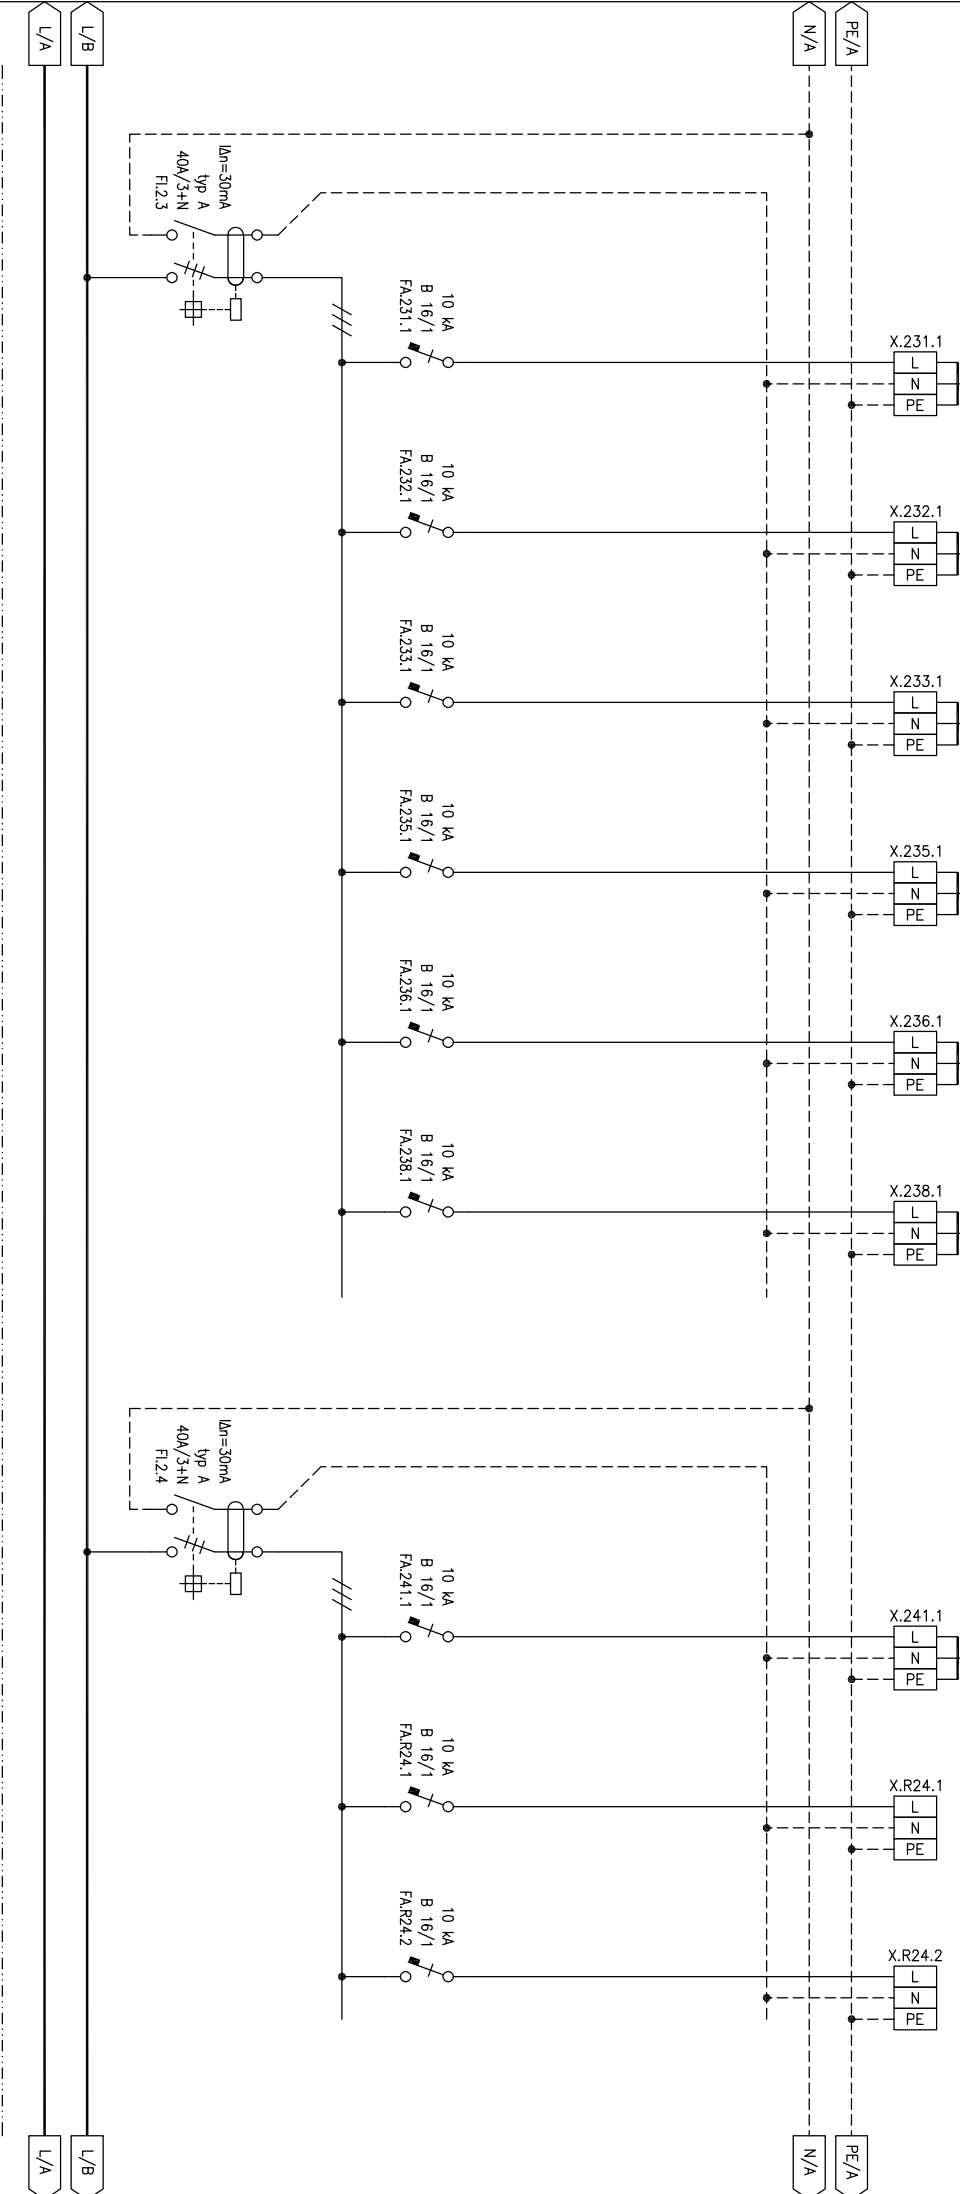 L/A
L/B
N/A
PE/A
IΔn=30mA
typ A
40A/3+N
FI.2.3
10 kA
B 16/1
FA.231.1
X.231.1
L
N
PE
10 kA
B 16/1
FA.232.1
X.232.1
L
N
PE
10 kA
B 16/1
FA.233.1
X.233.1
L
N
PE
10 kA
B 16/1
FA.235.1
X.235.1
L
N
PE
10 kA
B 16/1
FA.236.1
X.236.1
L
N
PE
10 kA
B 16/1
FA.238.1
X.238.1
L
N
PE
IΔn=30mA
typ A
40A/3+N
FI.2.4
10 kA
B 16/1
FA.241.1
X.241.1
L
N
PE
10 kA
B 16/1
FA.R24.1
X.R24.1
L
N
PE
10 kA
B 16/1
FA.R24.2
X.R24.2
L
N
PE
L/A
L/B
N/A
PE/A